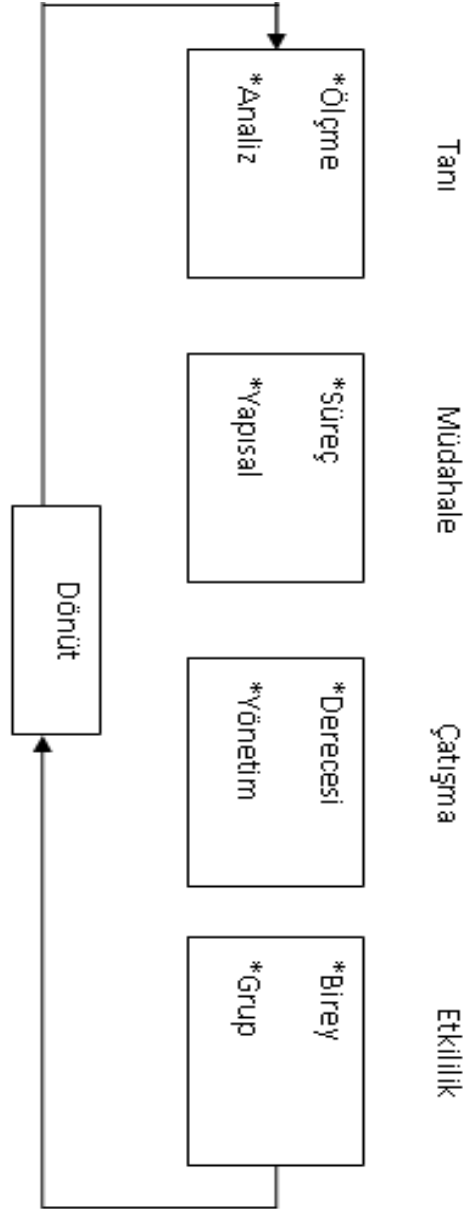 Tanı
Müdahale
Çatışma
Etkililik
*Ölçme
*Analiz
*Süreç
*Yapısal
*Derecesi
*Yönetim
*Birey
*Grup
Dönüt